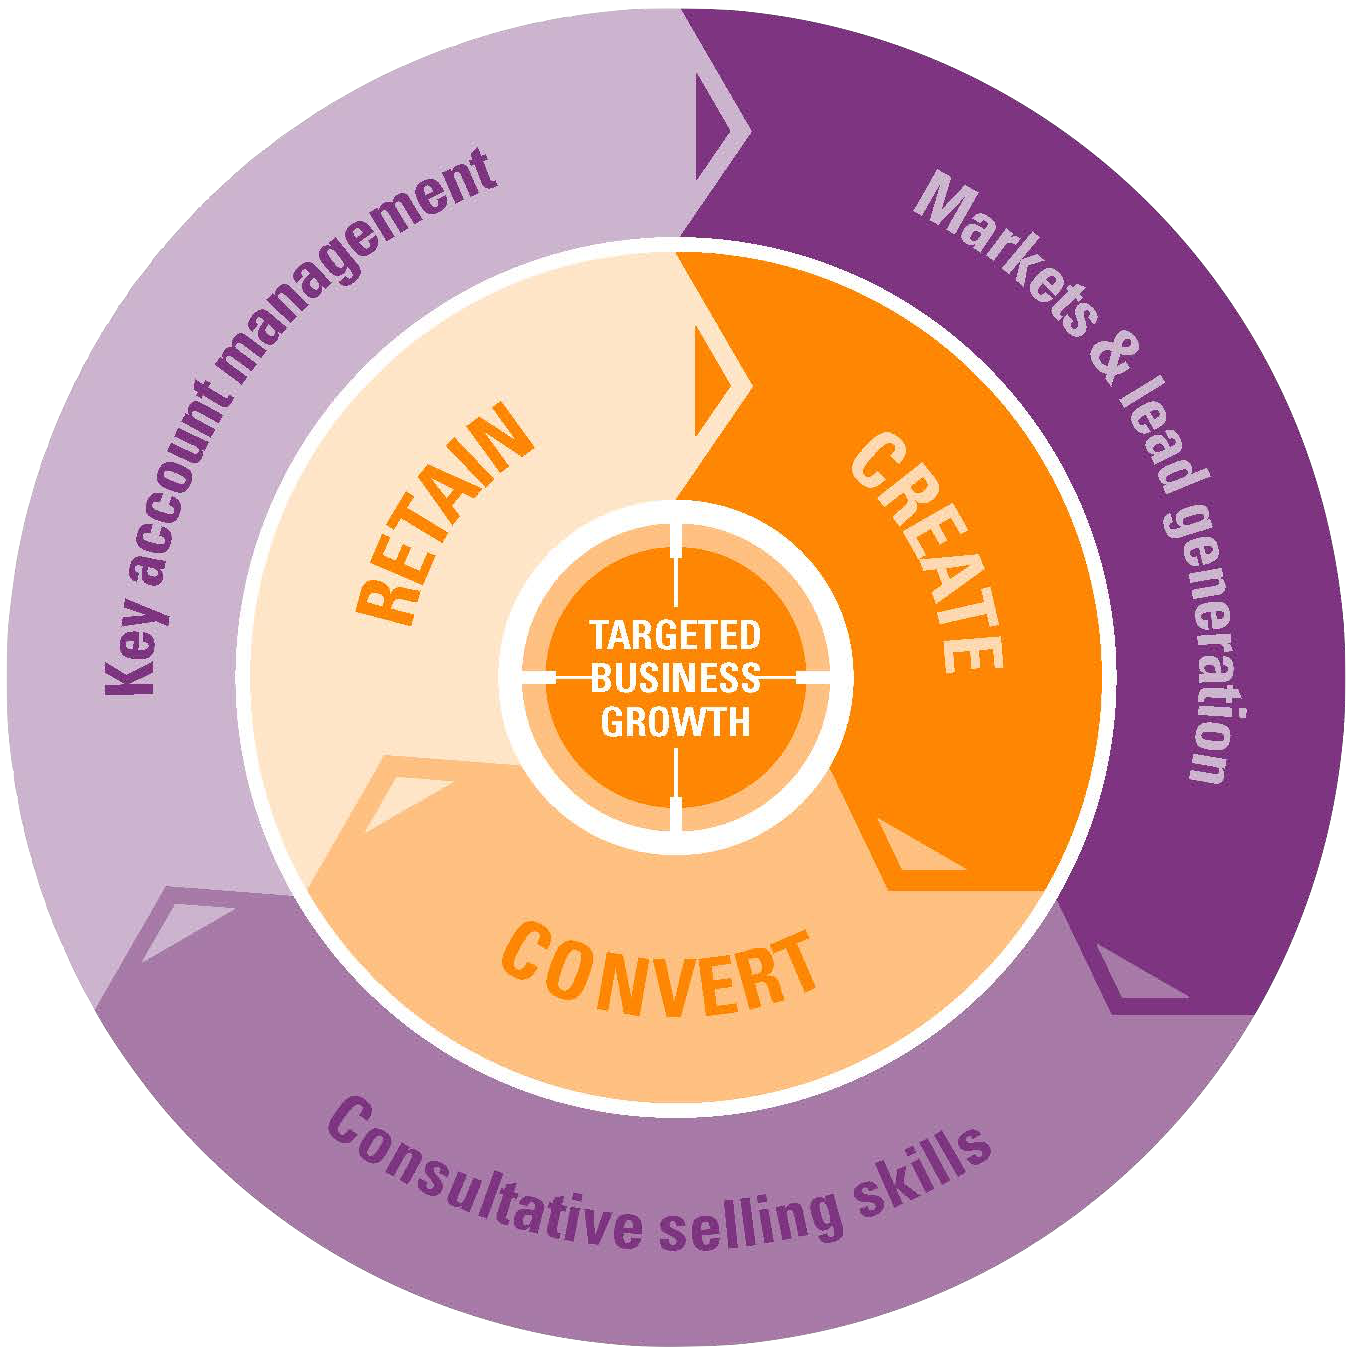 Key account management
Markets & lead generation
RETAIN
CREATE
TARGETED
BUSINESS
GROWTH
CONVERT
Consultative selling skills